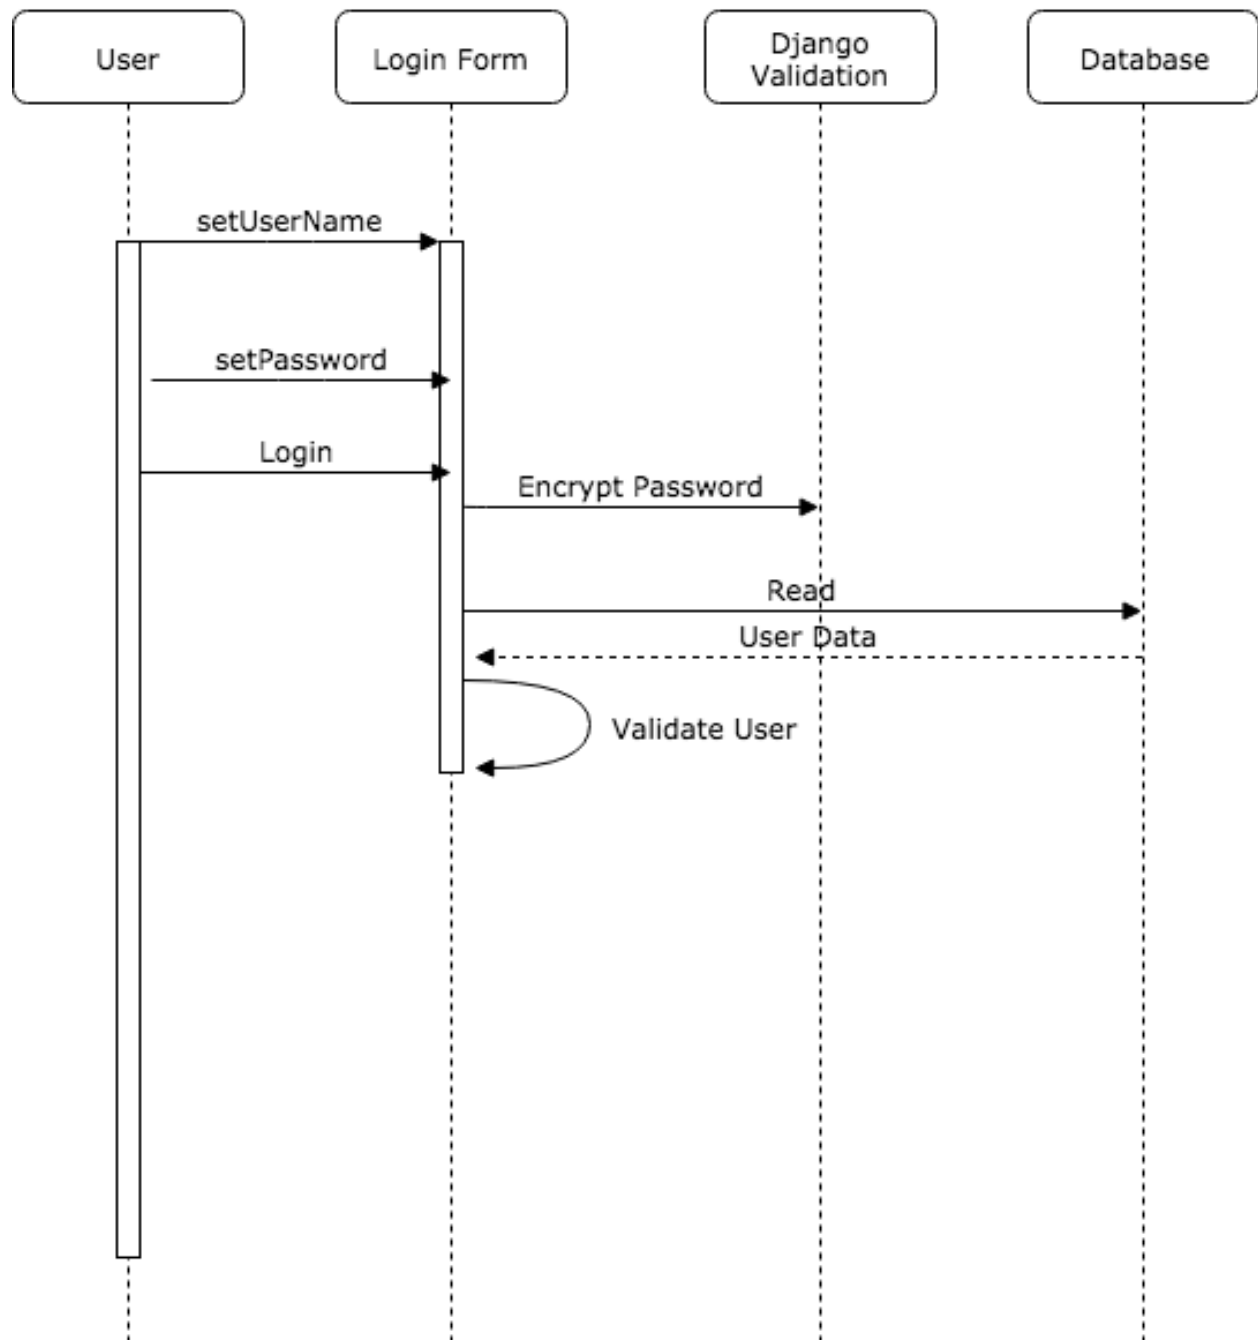 User
Login Form
Django
Validation
Database
setUserName
setPassword
Login
Encrypt Password
Read
User Data
Validate User